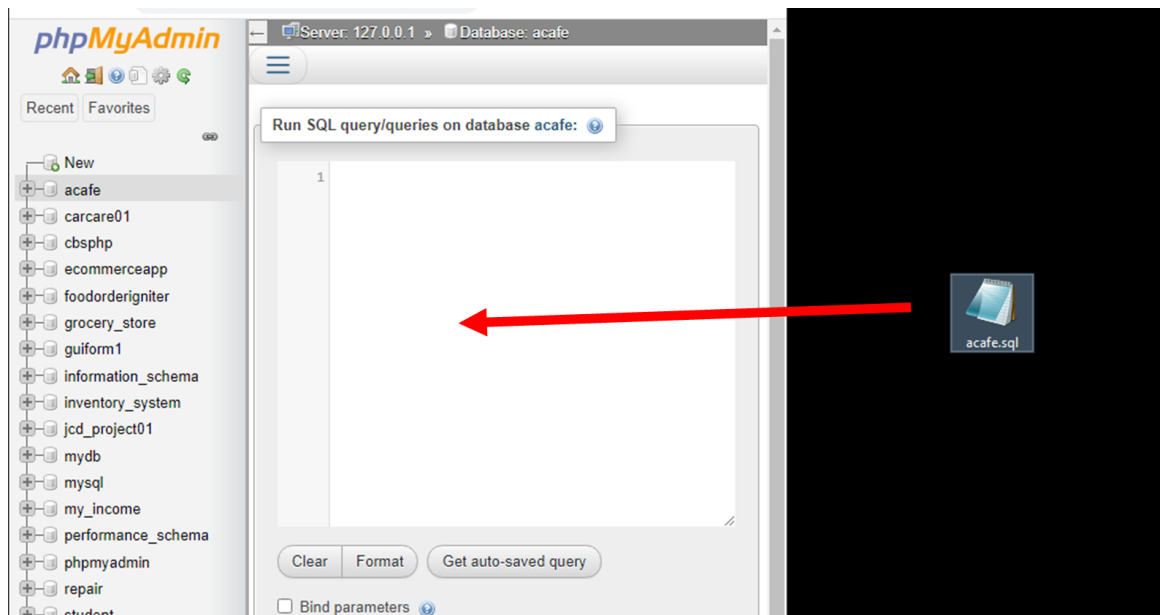 phpMyAdmin
Recent Favorites
New
acafe
carcare01
cbsphp
ecommerceapp
foodorderigniter
grocery_store
guiform1
information_schema
inventory_system
jcd_project01
mydb
mysql
my_income
performance_schema
phpmyadmin
repair
student
Server: 127.0.0.1 » Database: acafe
Run SQL query/queries on database acafe:
1
Clear Format Get auto-saved query
Bind parameters
acafe.sql